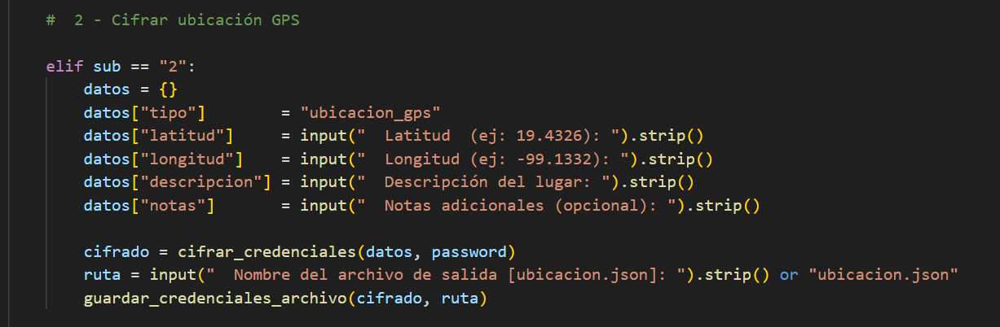 #  2 - Cifrar ubicación GPS
elif sub == "2":
    datos = {}
    datos["tipo"]        = "ubicacion_gps"
    datos["latitud"]     = input("  Latitud  (ej: 19.4326): ").strip()
    datos["longitud"]    = input("  Longitud (ej: -99.1332): ").strip()
    datos["descripcion"] = input("  Descripción del lugar: ").strip()
    datos["notas"]       = input("  Notas adicionales (opcional): ").strip()
    cifrado = cifrar_credenciales(datos, password)
    ruta = input("  Nombre del archivo de salida [ubicacion.json]: ").strip() or "ubicacion.json"
    guardar_credenciales_archivo(cifrado, ruta)